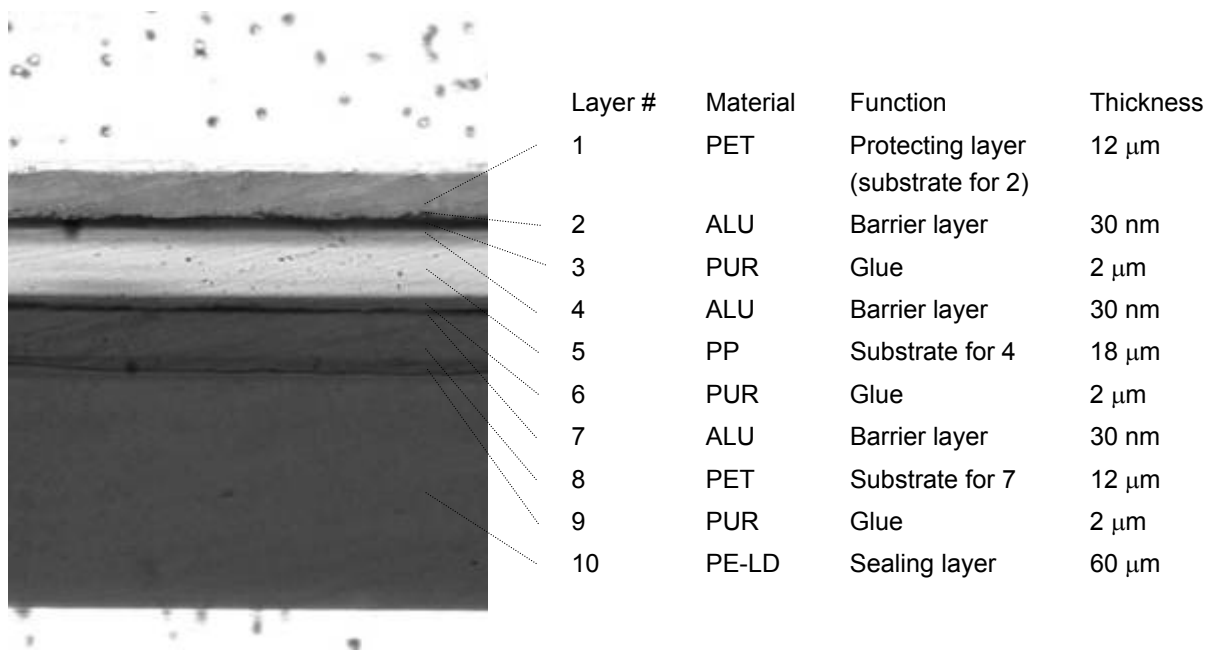 Layer # Material Function Thickness
1 PET Protecting layer 12 μm
(substrate for 2)
2 ALU Barrier layer 30 nm
3 PUR Glue 2 μm
4 ALU Barrier layer 30 nm
5 PP Substrate for 4 18 μm
6 PUR Glue 2 μm
7 ALU Barrier layer 30 nm
8 PET Substrate for 7 12 μm
9 PUR Glue 2 μm
10 PE-LD Sealing layer 60 μm